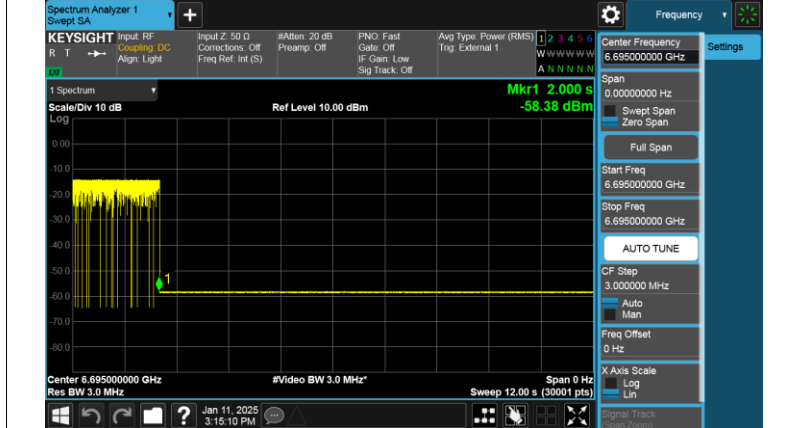 Spectrum Analyzer 1
Swept SA
Frequency
KEYSIGHT
R T
LXI
Input: RF
Coupling: DC
Align: Light
Input Z: 50 Ω
Corrections: Off
Freq Ref: Int (S)
#Atten: 20 dB
Preamp: Off
PNO: Fast
Gate: Off
IF Gain: Low
Sig Track: Off
Avg Type: Power (RMS)
Trig: External 1
1 2 3 4 5 6
W W W W W W
A N N N N N
1 Spectrum
Scale/Div 10 dB
Log
Ref Level 10.00 dBm
Mkr1 2.000 s
-58.38 dBm
0.00
-10.0
-20.0
-30.0
-40.0
-50.0
-60.0
-70.0
-80.0
1
Center 6.695000000 GHz
Res BW 3.0 MHz
#Video BW 3.0 MHz*
Span 0 Hz
Sweep 12.00 s (30001 pts)
Jan 11, 2025
3:15:10 PM
Center Frequency
6.695000000 GHz
Span
0.00000000 Hz
Swept Span
Zero Span
Full Span
Start Freq
6.695000000 GHz
Stop Freq
6.695000000 GHz
AUTO TUNE
CF Step
3.000000 MHz
Auto
Man
Freq Offset
0 Hz
X Axis Scale
Log
Lin
Signal Track
(Span Zoom)
Settings